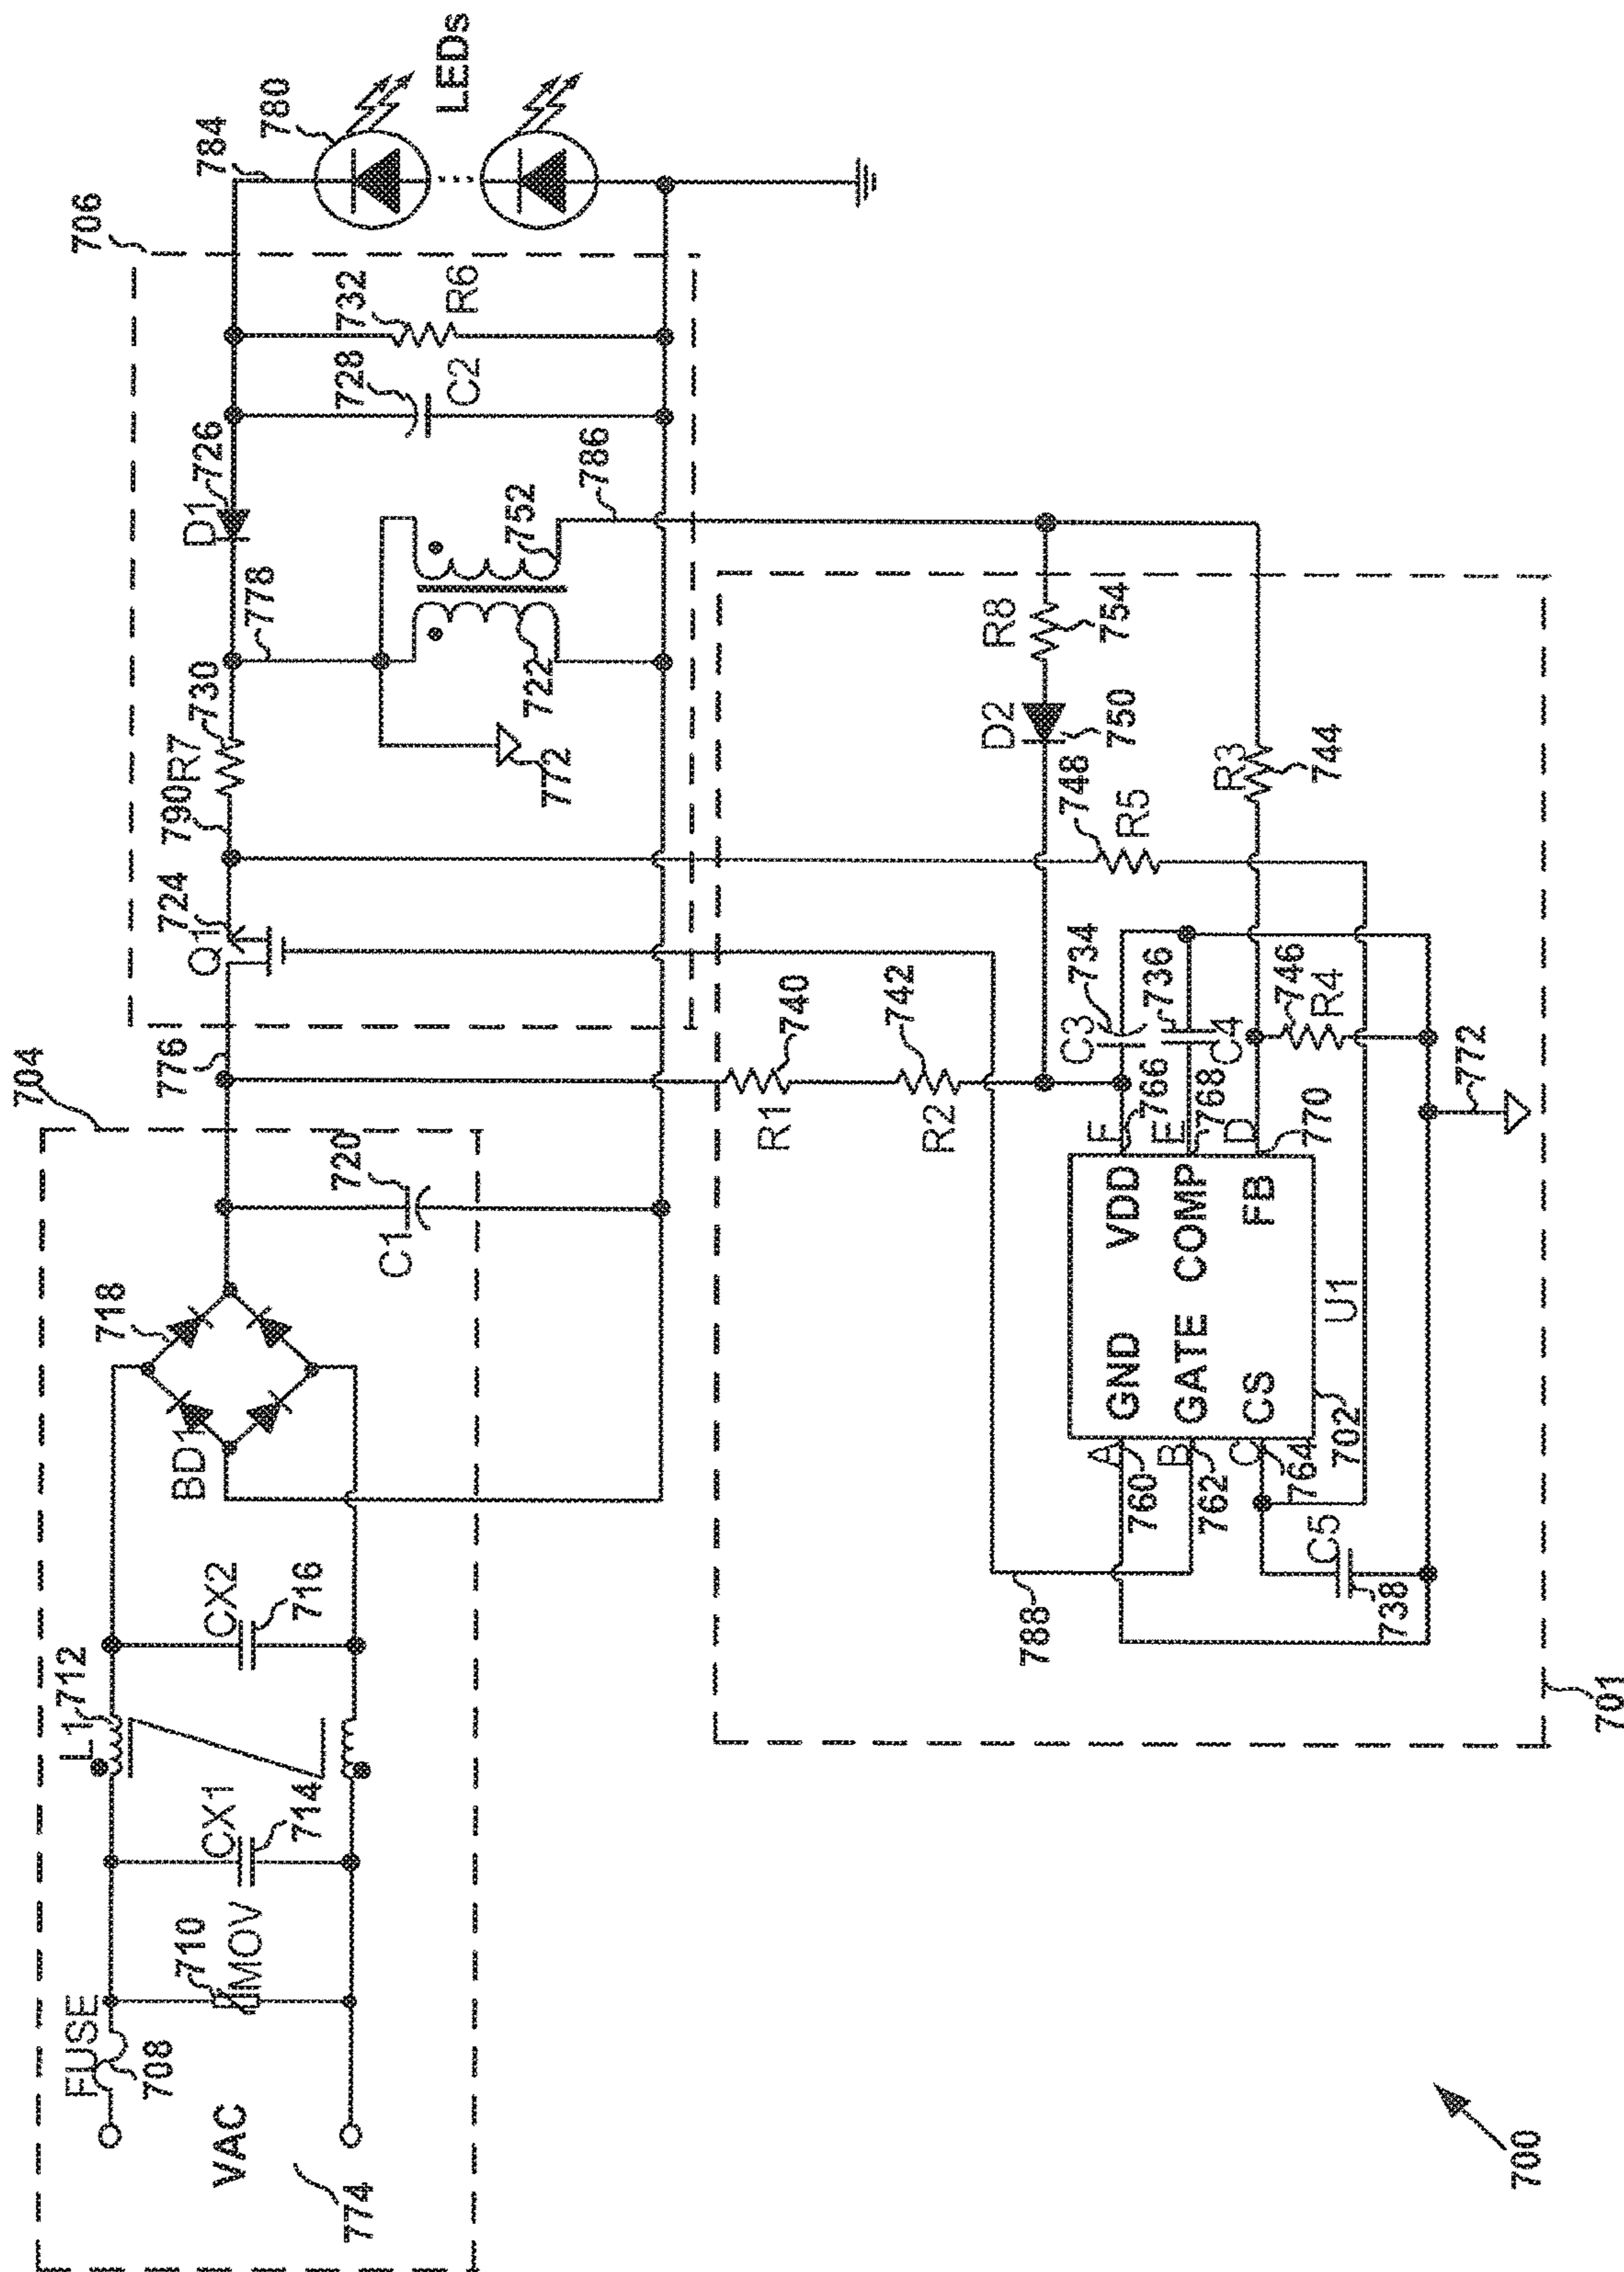 704
FUSE
708
VAC
774
710
MOV
CX1
714
L1
712
CX2
716
BD1
718
C1
720
776
706
Q1
724
790
R7
730
778
D1
726
722
752
772
728
C2
732
R6
784
780
LEDs
786
R1
740
R2
742
788
R8
754
D2
750
748
R5
R3
744
C3
734
736
C4
746
R4
772
F
766
E
768
D
770
GND VDD
GATE COMP
CS FB
U1
702
A
760
B
762
C
764
C5
738
701
700